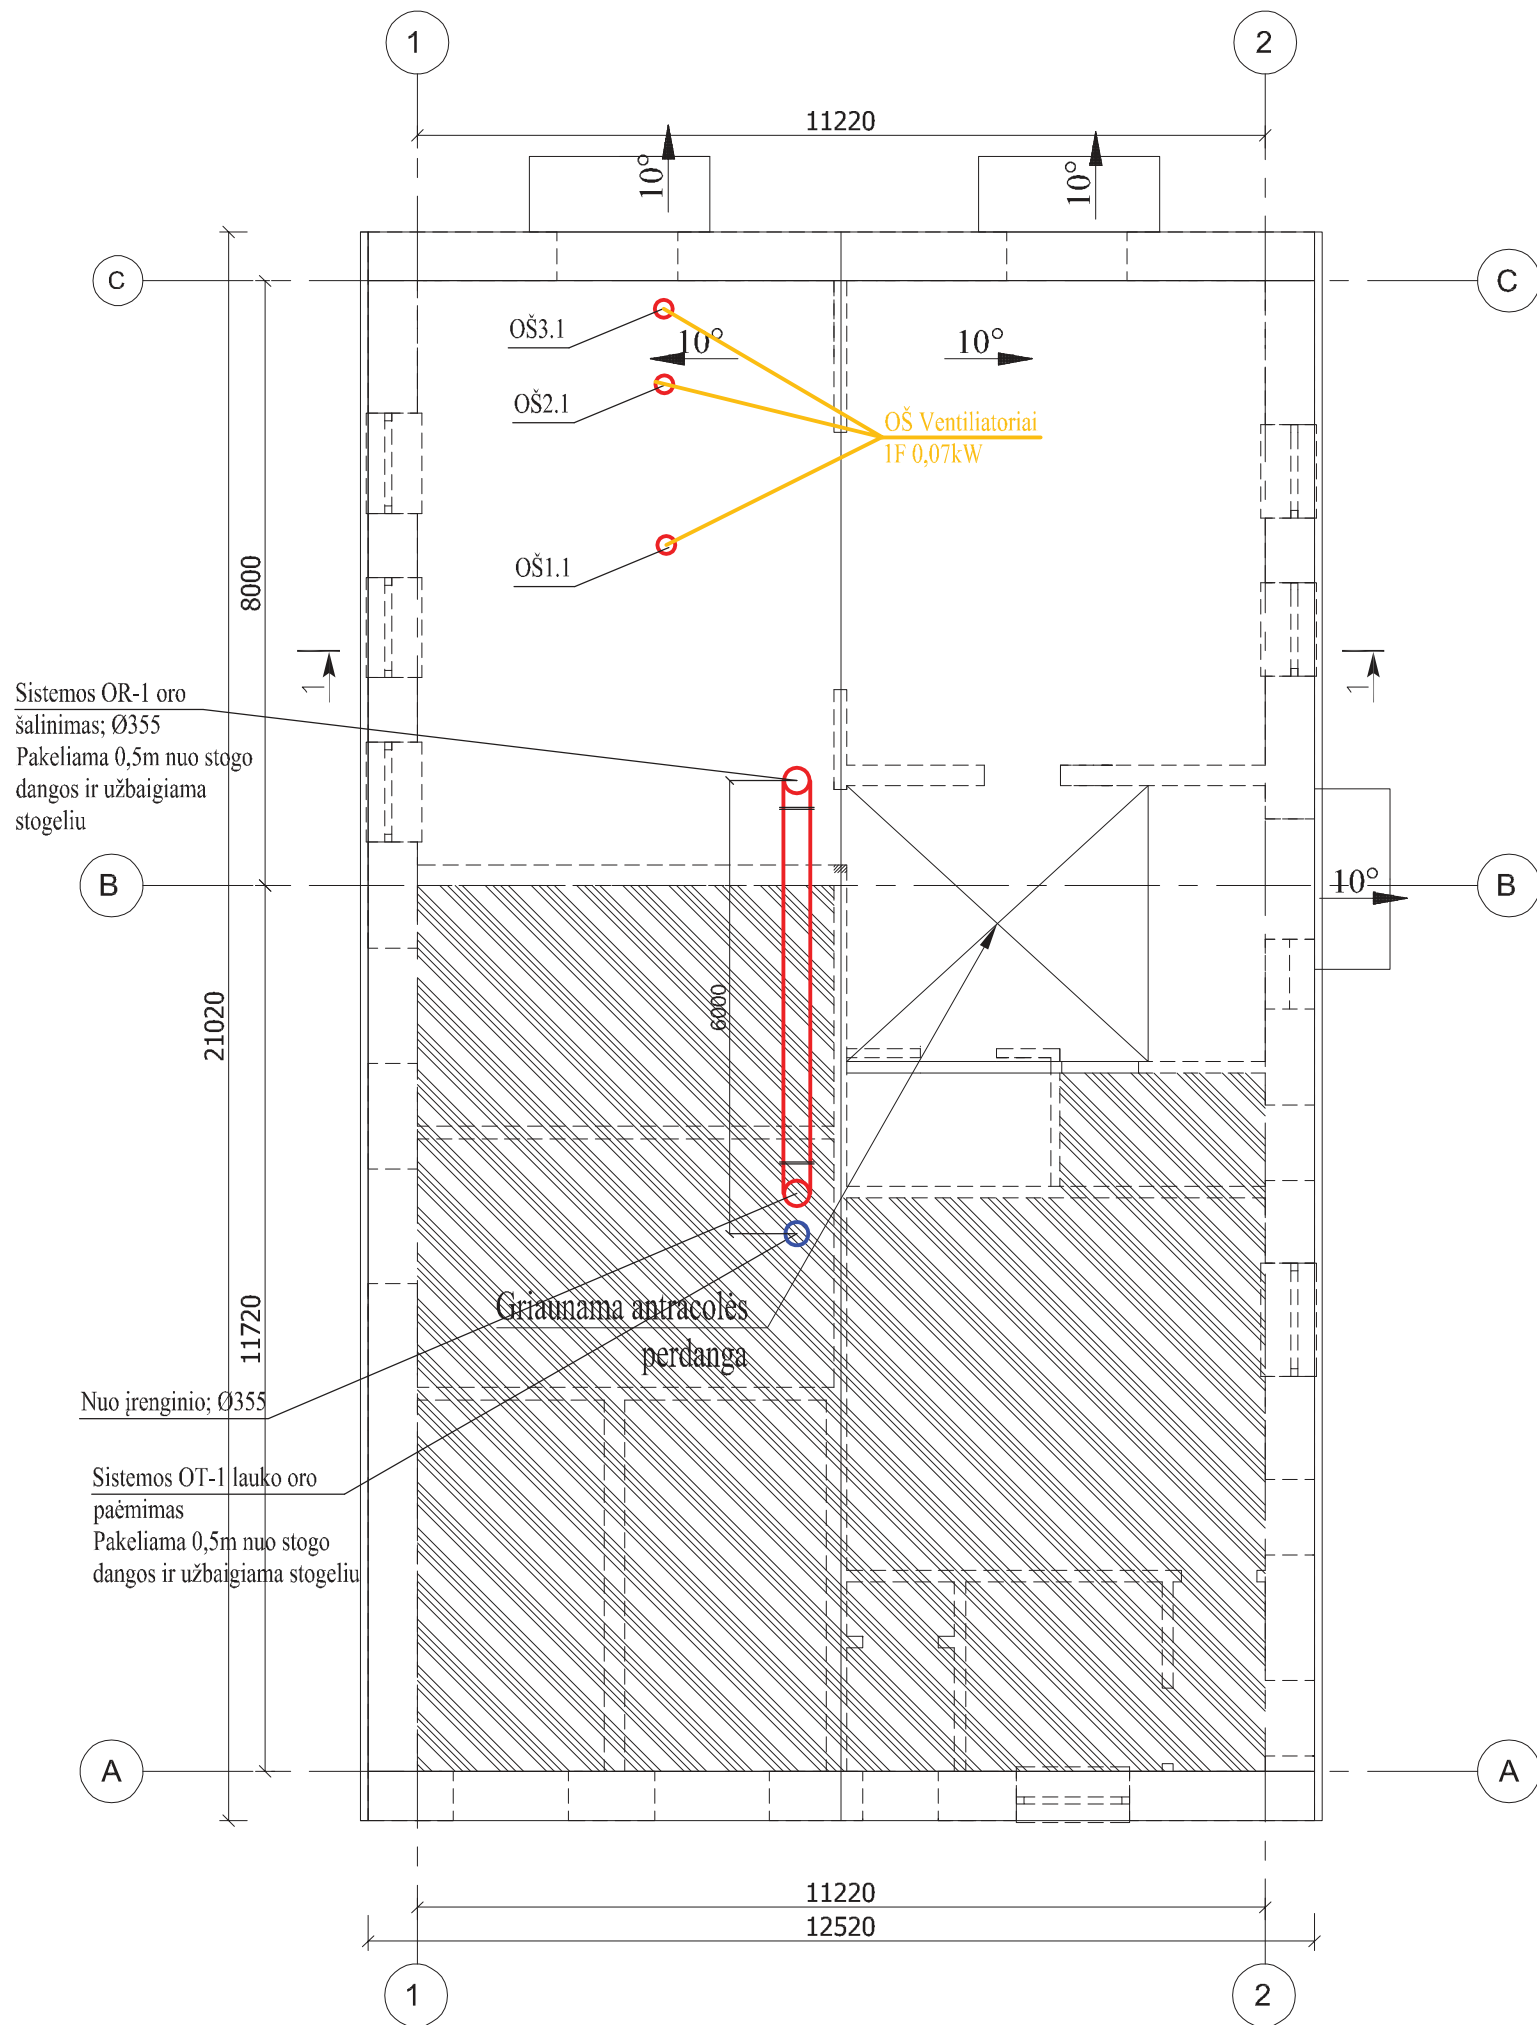 1
2
11220
10°
10°
C
C
OŠ3.1
10°
10°
OŠ2.1
OŠ Ventiliatoriai
1F 0,07kW
OŠ1.1
8000
1
1
Sistemos OR-1 oro
šalinimas; Ø355
Pakeliama 0,5m nuo stogo
dangos ir užbaigiama
stogeliu
B
B
10°
6000
21020
Griaunama antracolės
perdanga
11720
Nuo įrenginio; Ø355
Sistemos OT-1 lauko oro
paėmimas
Pakeliama 0,5m nuo stogo
dangos ir užbaigiama stogeliu
A
A
11220
12520
1
2